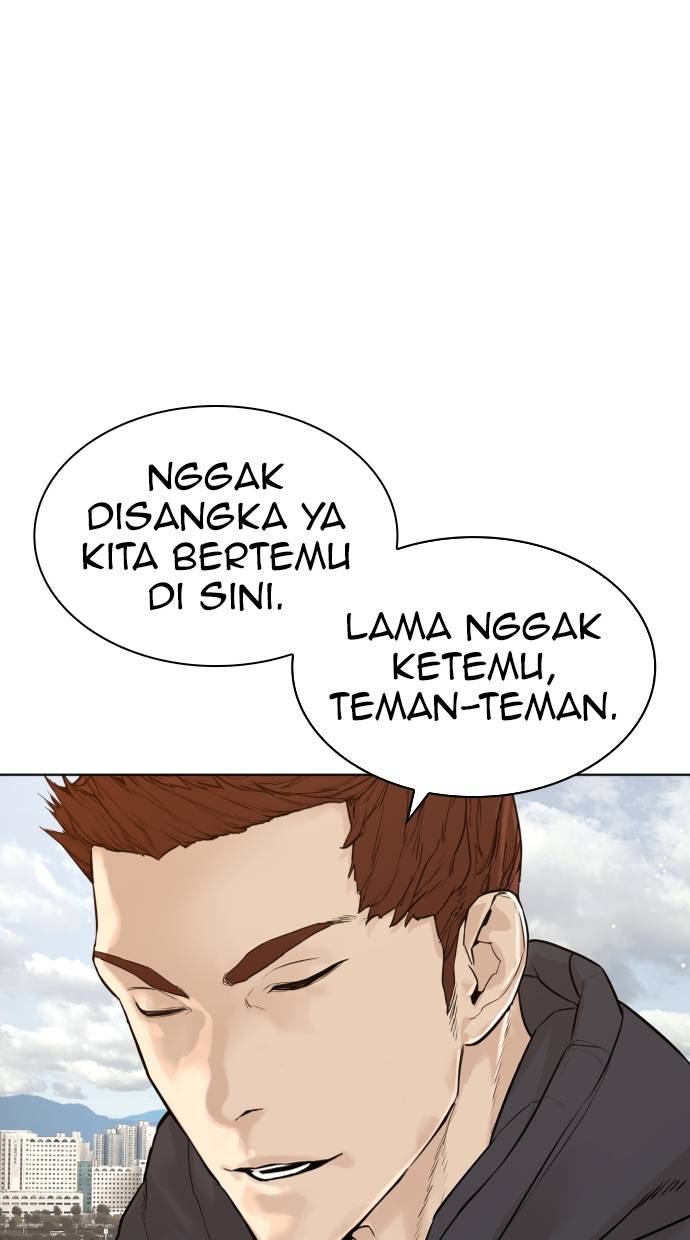 NGGAK
DISANGKA YA
KITA BERTEMU
DI SINI.
LAMA NGGAK
KETEMU,
TEMAN-TEMAN.